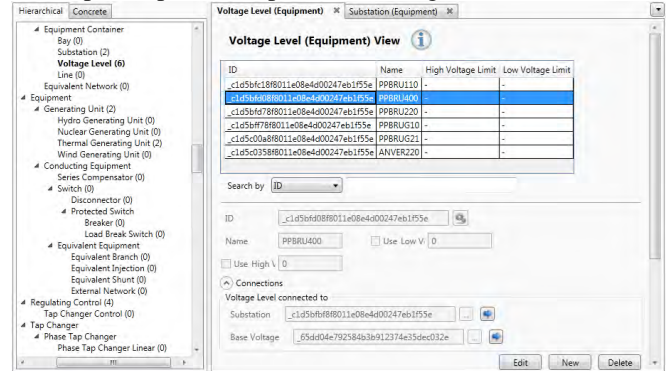 Hierarchical Concrete
Equipment Container
Bay (0)
Substation (2)
Voltage Level (6)
Line (0)
Equivalent Network (0)
Equipment
Generating Unit (2)
Hydro Generating Unit (0)
Nuclear Generating Unit (0)
Thermal Generating Unit (2)
Wind Generating Unit (0)
Conducting Equipment
Series Compensator (0)
Switch (0)
Disconnector (0)
Protected Switch
Breaker (0)
Load Break Switch (0)
Equivalent Equipment
Equivalent Branch (0)
Equivalent Injection (0)
Equivalent Shunt (0)
External Network (0)
Regulating Control (4)
Tap Changer Control (0)
Tap Changer
Phase Tap Changer
Phase Tap Changer Linear (0)
Voltage Level (Equipment) Substation (Equipment)
Voltage Level (Equipment) View
ID Name High Voltage Limit Low Voltage Limit
_c1d5bfc18f8011e08e4d00247eb1f55e PPBRU110 - -
_c1d5bfd08f8011e08e4d00247eb1f55e PPBRU400 - -
_c1d5bfd78f8011e08e4d00247eb1f55e PPBRU220 - -
_c1d5bff78f8011e08e4d00247eb1f55e PPBRUG10 - -
_c1d5c00a8f8011e08e4d00247eb1f55e PPBRUG21 - -
_c1d5c0358f8011e08e4d00247eb1f55e ANVER220 - -
Search by ID
ID _c1d5bfd08f8011e08e4d00247eb1f55e
Name PPBRU400 Use Low V 0
Use High \ 0
Connections
Voltage Level connected to
Substation _c1d5bfbf8f8011e08e4d00247eb1f55e ...
Base Voltage _65dd04e792584b3b912374e35dec032e ...
Edit New Delete